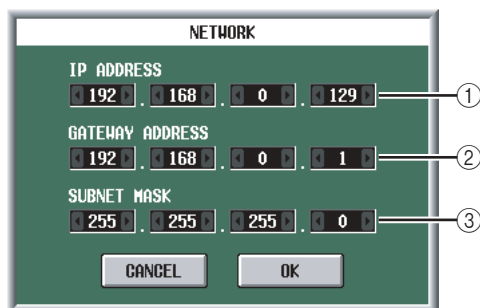 NETWORK
IP ADDRESS
192 . 168 . 0 . 129 ①
GATEWAY ADDRESS
192 . 168 . 0 . 1 ②
SUBNET MASK
255 . 255 . 255 . 0 ③
CANCEL OK